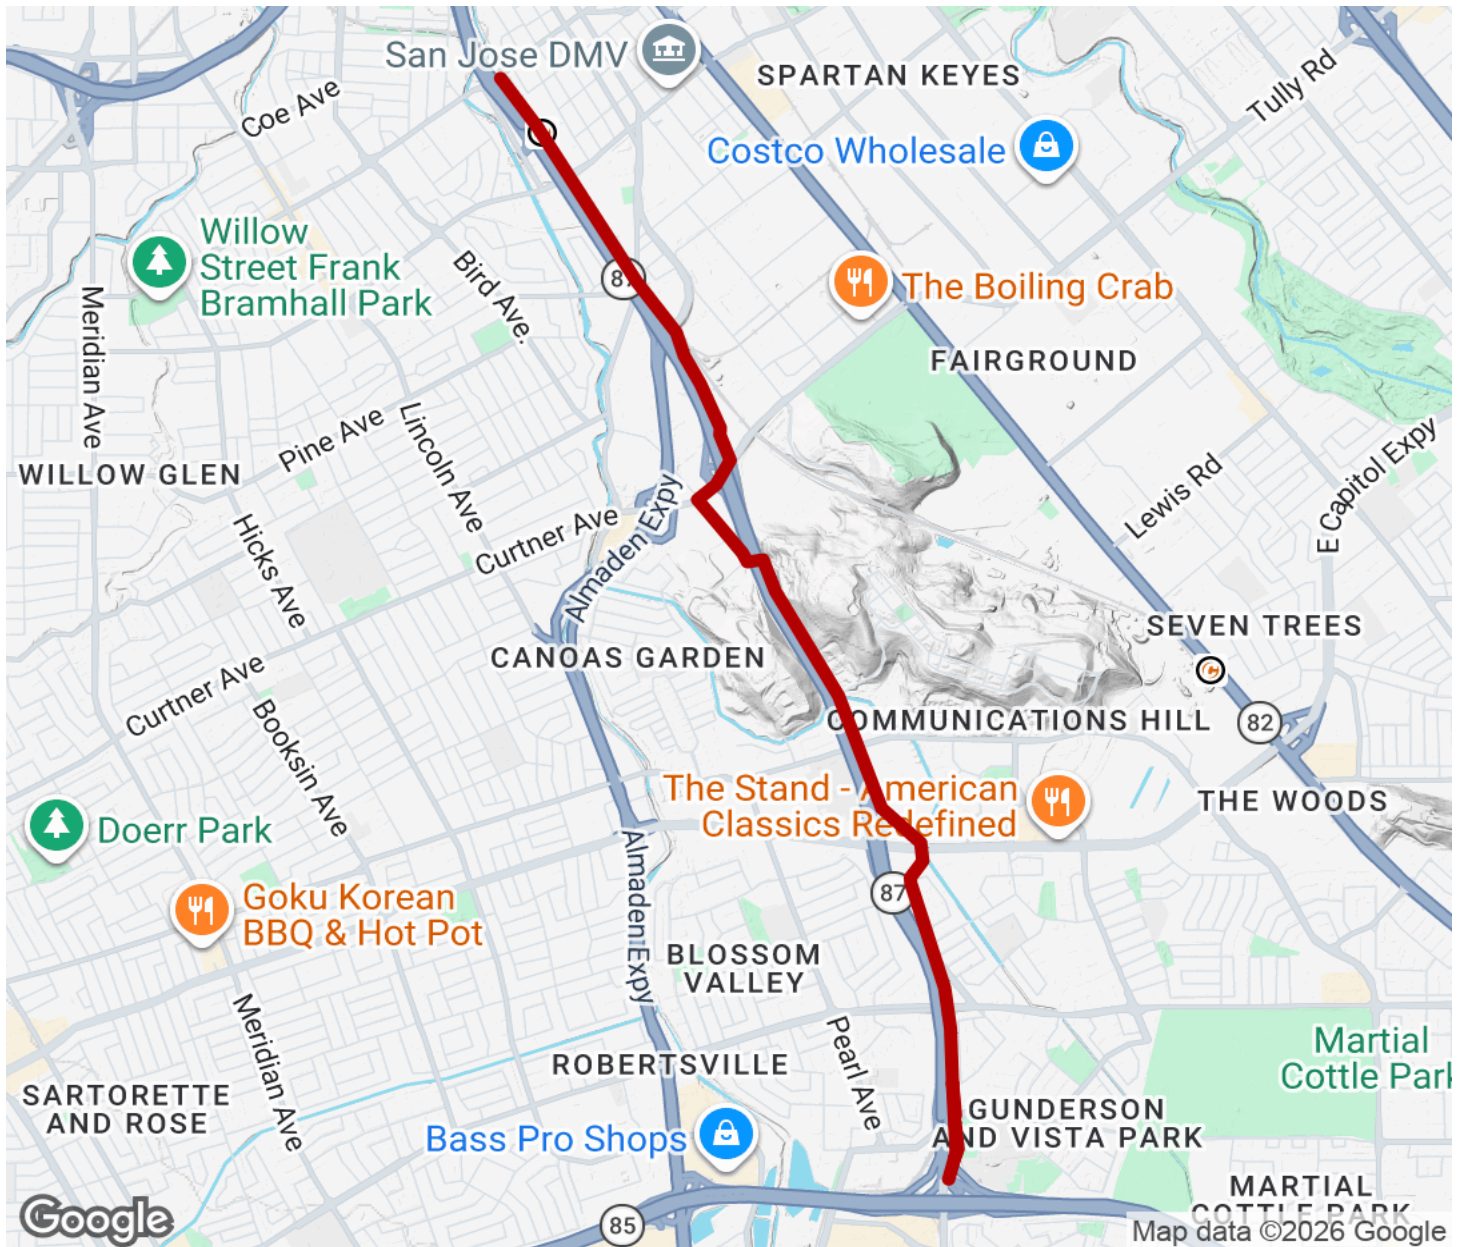 San Jose DMV
SPARTAN KEYES
Tully Rd
Coe Ave
Costco Wholesale
Willow
Street Frank
Bramhall Park
Bird Ave.
87
The Boiling Crab
Meridian Ave
FAIRGROUND
Pine Ave
Lincoln Ave
WILLOW GLEN
E Capitol Expy
Lewis Rd
Hicks Ave
Curtner Ave
Almaden Expy
SEVEN TREES
CANOAS GARDEN
Curtner Ave
COMMUNICATIONS HILL
82
Booksin Ave
The Stand - American
Classics Redefined
THE WOODS
Doerr Park
Almaden Expy
87
Goku Korean
BBQ & Hot Pot
BLOSSOM
VALLEY
Meridian Ave
Pearl Ave
Martial
Cottle Park
ROBERTSVILLE
SARTORETTE
AND ROSE
GUNDERSON
AND VISTA PARK
Bass Pro Shops
MARTIAL
COTTLE PARK
85
Google
Map data ©2026 Google